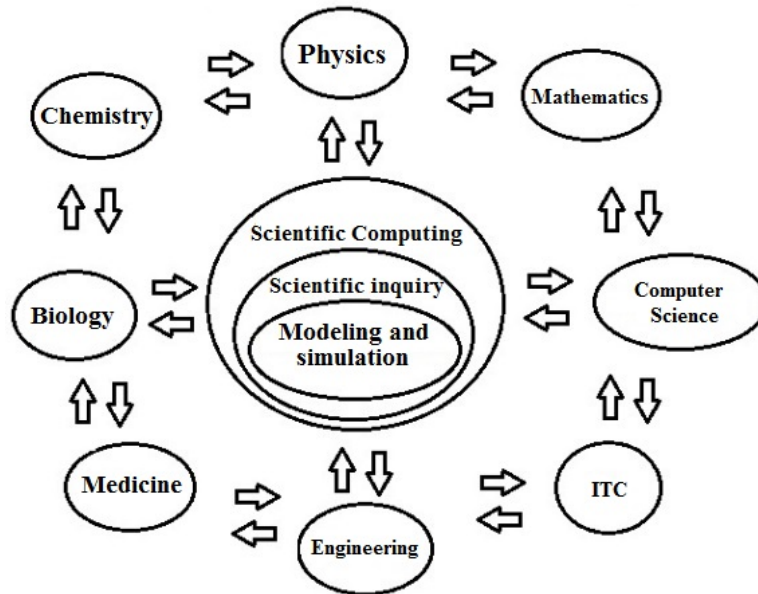 Physics
Chemistry
Mathematics
Scientific Computing
Scientific inquiry
Modeling and
simulation
Biology
Computer
Science
Medicine
ITC
Engineering